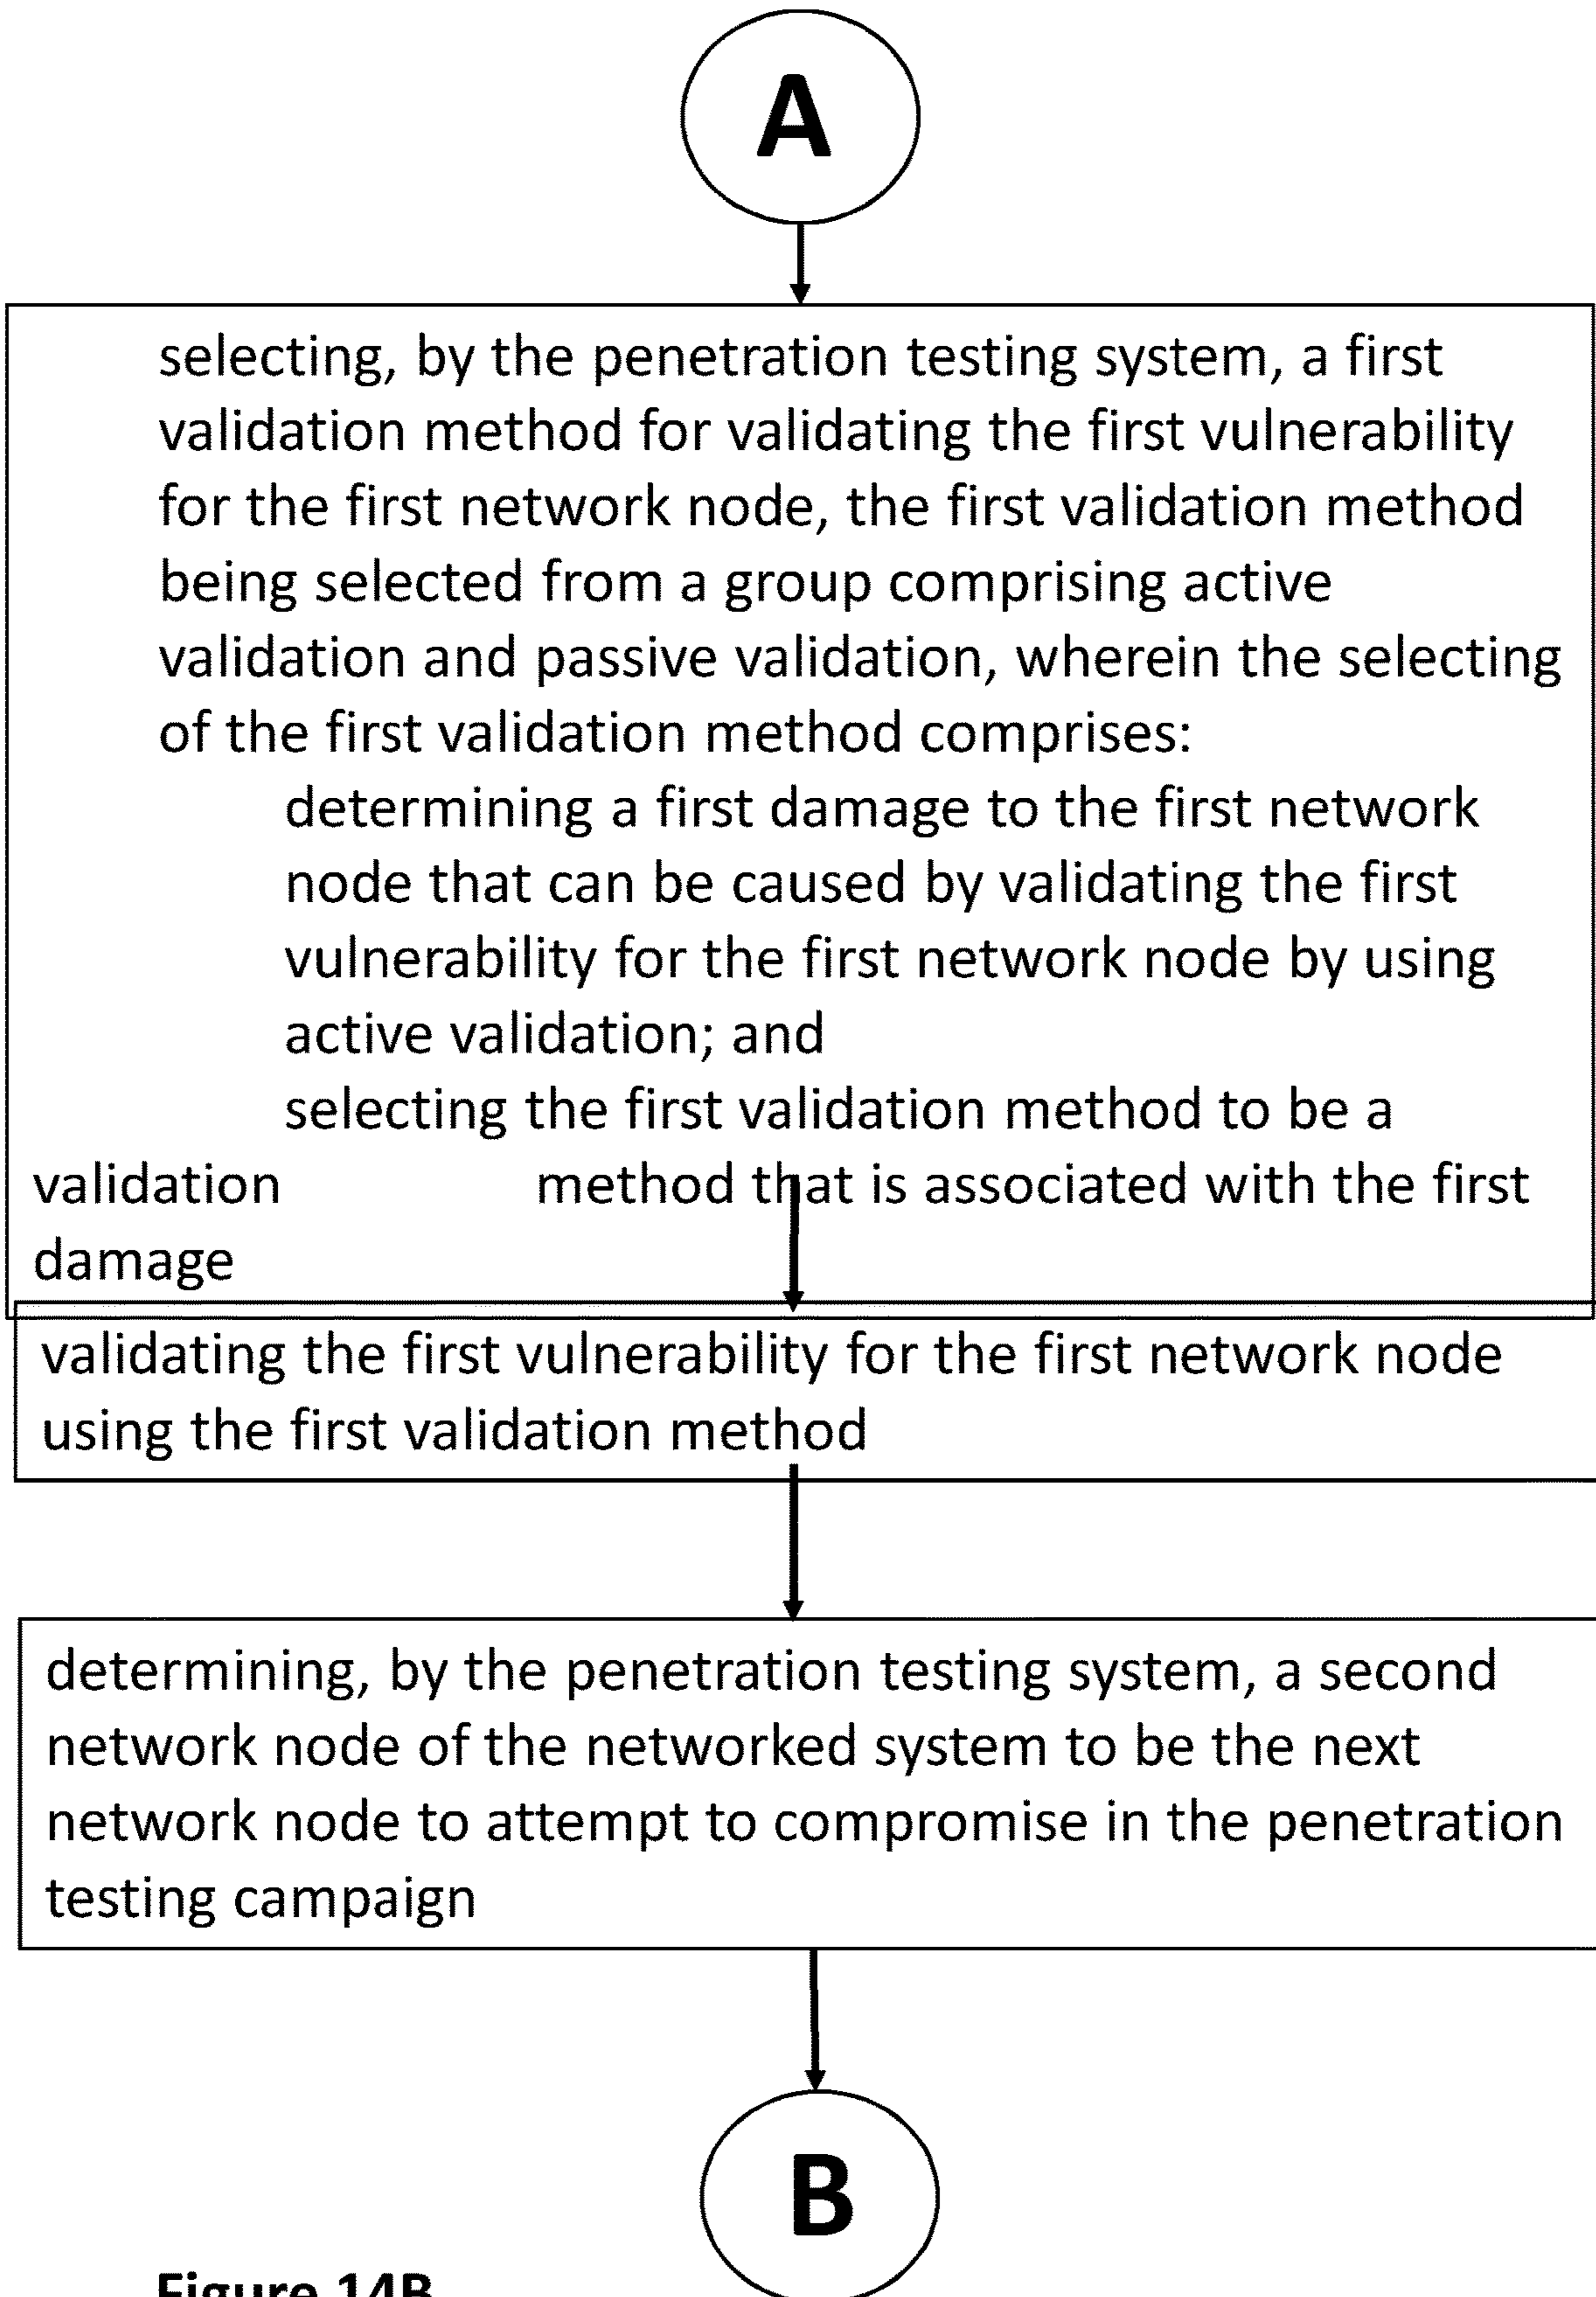 A
selecting, by the penetration testing system, a first
validation method for validating the first vulnerability
for the first network node, the first validation method
being selected from a group comprising active
validation and passive validation, wherein the selecting
of the first validation method comprises:
determining a first damage to the first network
node that can be caused by validating the first
vulnerability for the first network node by using
active validation; and
selecting the first validation method to be a
validation method that is associated with the first
damage
validating the first vulnerability for the first network node
using the first validation method
determining, by the penetration testing system, a second
network node of the networked system to be the next
network node to attempt to compromise in the penetration
testing campaign
B
Figure 14B